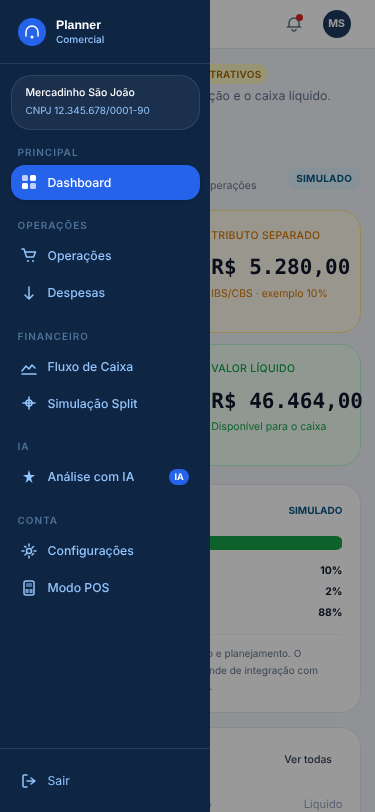 Planner
Comercial
MS
Mercadinho São João
CNPJ 12.345.678/0001-90
TRATIVOS
ção e o caixa líquido.
PRINCIPAL
Dashboard
perações
SIMULADO
OPERAÇÕES
Operações
Despesas
TRIBUTO SEPARADO
R$ 5.280,00
IBS/CBS · exemplo 10%
FINANCEIRO
Fluxo de Caixa
Simulação Split
VALOR LÍQUIDO
R$ 46.464,00
Disponível para o caixa
IA
Análise com IA
IA
SIMULADO
CONTA
Configurações
Modo POS
10%
2%
88%
o e planejamento. O
nde de integração com
Ver todas
Sair
Líquido